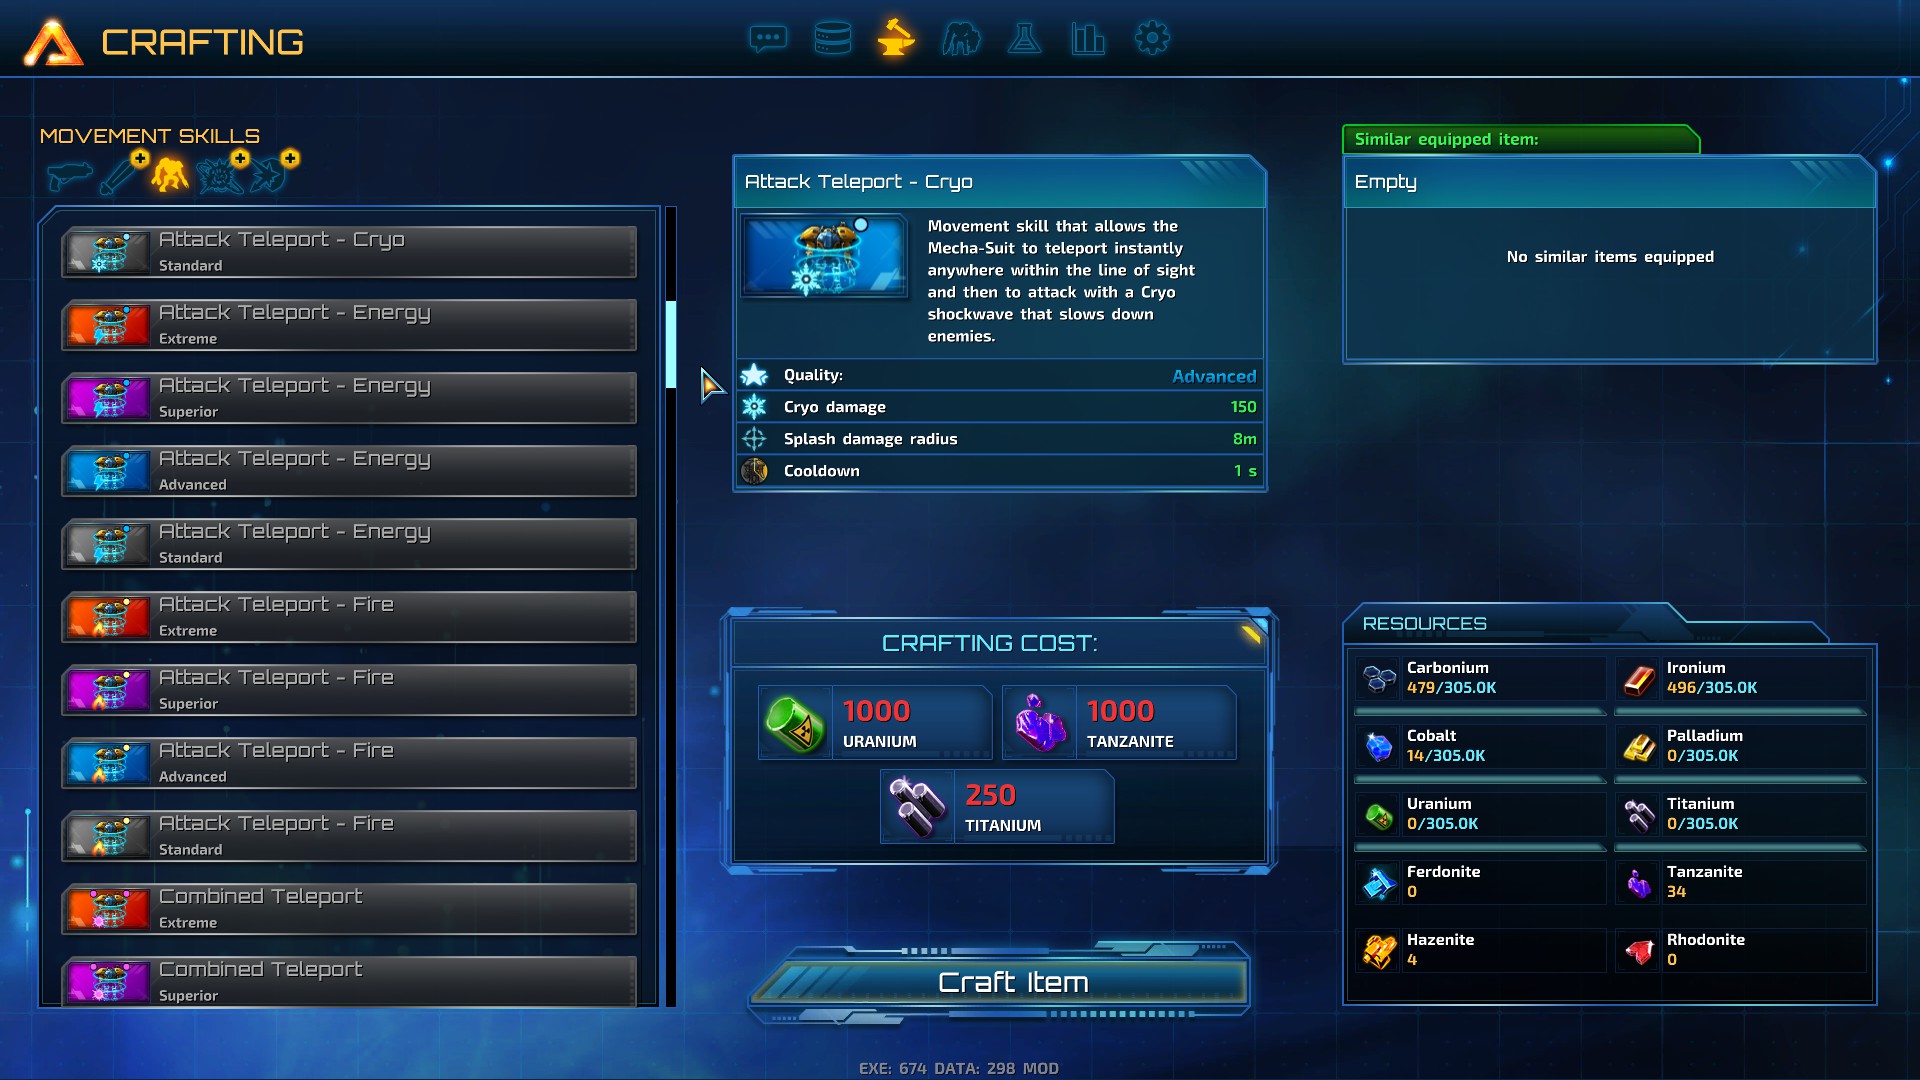 CRAFTING
MOVEMENT SKILLS
Attack Teleport - Cryo
Standard
Attack Teleport - Energy
Extreme
Attack Teleport - Energy
Superior
Attack Teleport - Energy
Advanced
Attack Teleport - Energy
Standard
Attack Teleport - Fire
Extreme
Attack Teleport - Fire
Superior
Attack Teleport - Fire
Advanced
Attack Teleport - Fire
Standard
Combined Teleport
Extreme
Combined Teleport
Superior
Attack Teleport - Cryo
Movement skill that allows the
Mecha-Suit to teleport instantly
anywhere within the line of sight
and then to attack with a Cryo
shockwave that slows down
enemies.
Quality: Advanced
Cryo damage 150
Splash damage radius 8m
Cooldown 1 s
CRAFTING COST:
1000
URANIUM
1000
TANZANITE
250
TITANIUM
Craft Item
Similar equipped item:
Empty
No similar items equipped
RESOURCES
Carbonium
479/305.0K
Ironium
496/305.0K
Cobalt
14/305.0K
Palladium
0/305.0K
Uranium
0/305.0K
Titanium
0/305.0K
Ferdonite
0
Tanzanite
34
Hazenite
4
Rhodonite
0
EXE: 674 DATA: 298 MOD